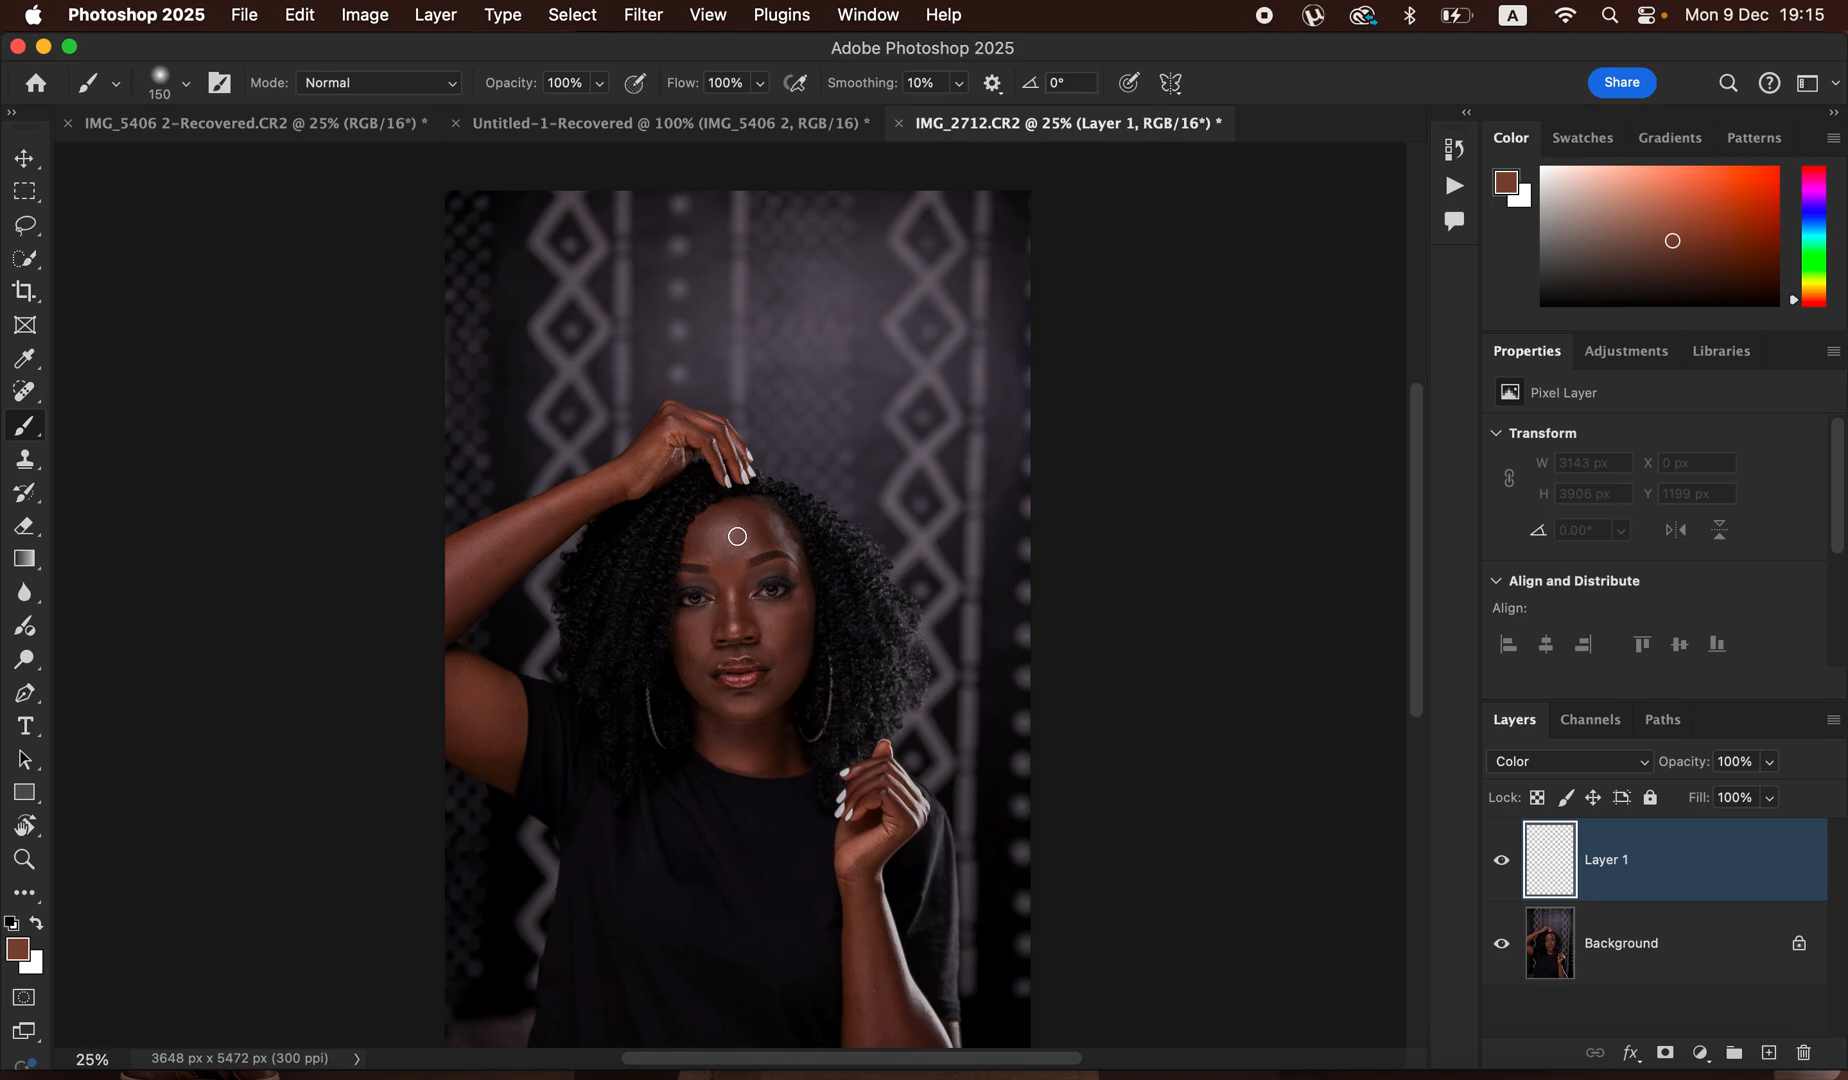 Photoshop 2025 File Edit Image Layer Type Select Filter View Plugins Window Help A Mon 9 Dec 19:15
Adobe Photoshop 2025
150 Mode: Normal Opacity: 100% Flow: 100% Smoothing: 10% 0° Share
IMG_5406 2-Recovered.CR2 @ 25% (RGB/16*) * Untitled-1-Recovered @ 100% (IMG_5406 2, RGB/16) * IMG_2712.CR2 @ 25% (Layer 1, RGB/16*) *
Color Swatches Gradients Patterns
Properties Adjustments Libraries
Pixel Layer
Transform
W 3143 px X 0 px
H 3906 px Y 1199 px
0.00°
Align and Distribute
Align:
Layers Channels Paths
Color Opacity: 100%
Lock: Fill: 100%
Layer 1
Background
25% 3648 px x 5472 px (300 ppi)
fx